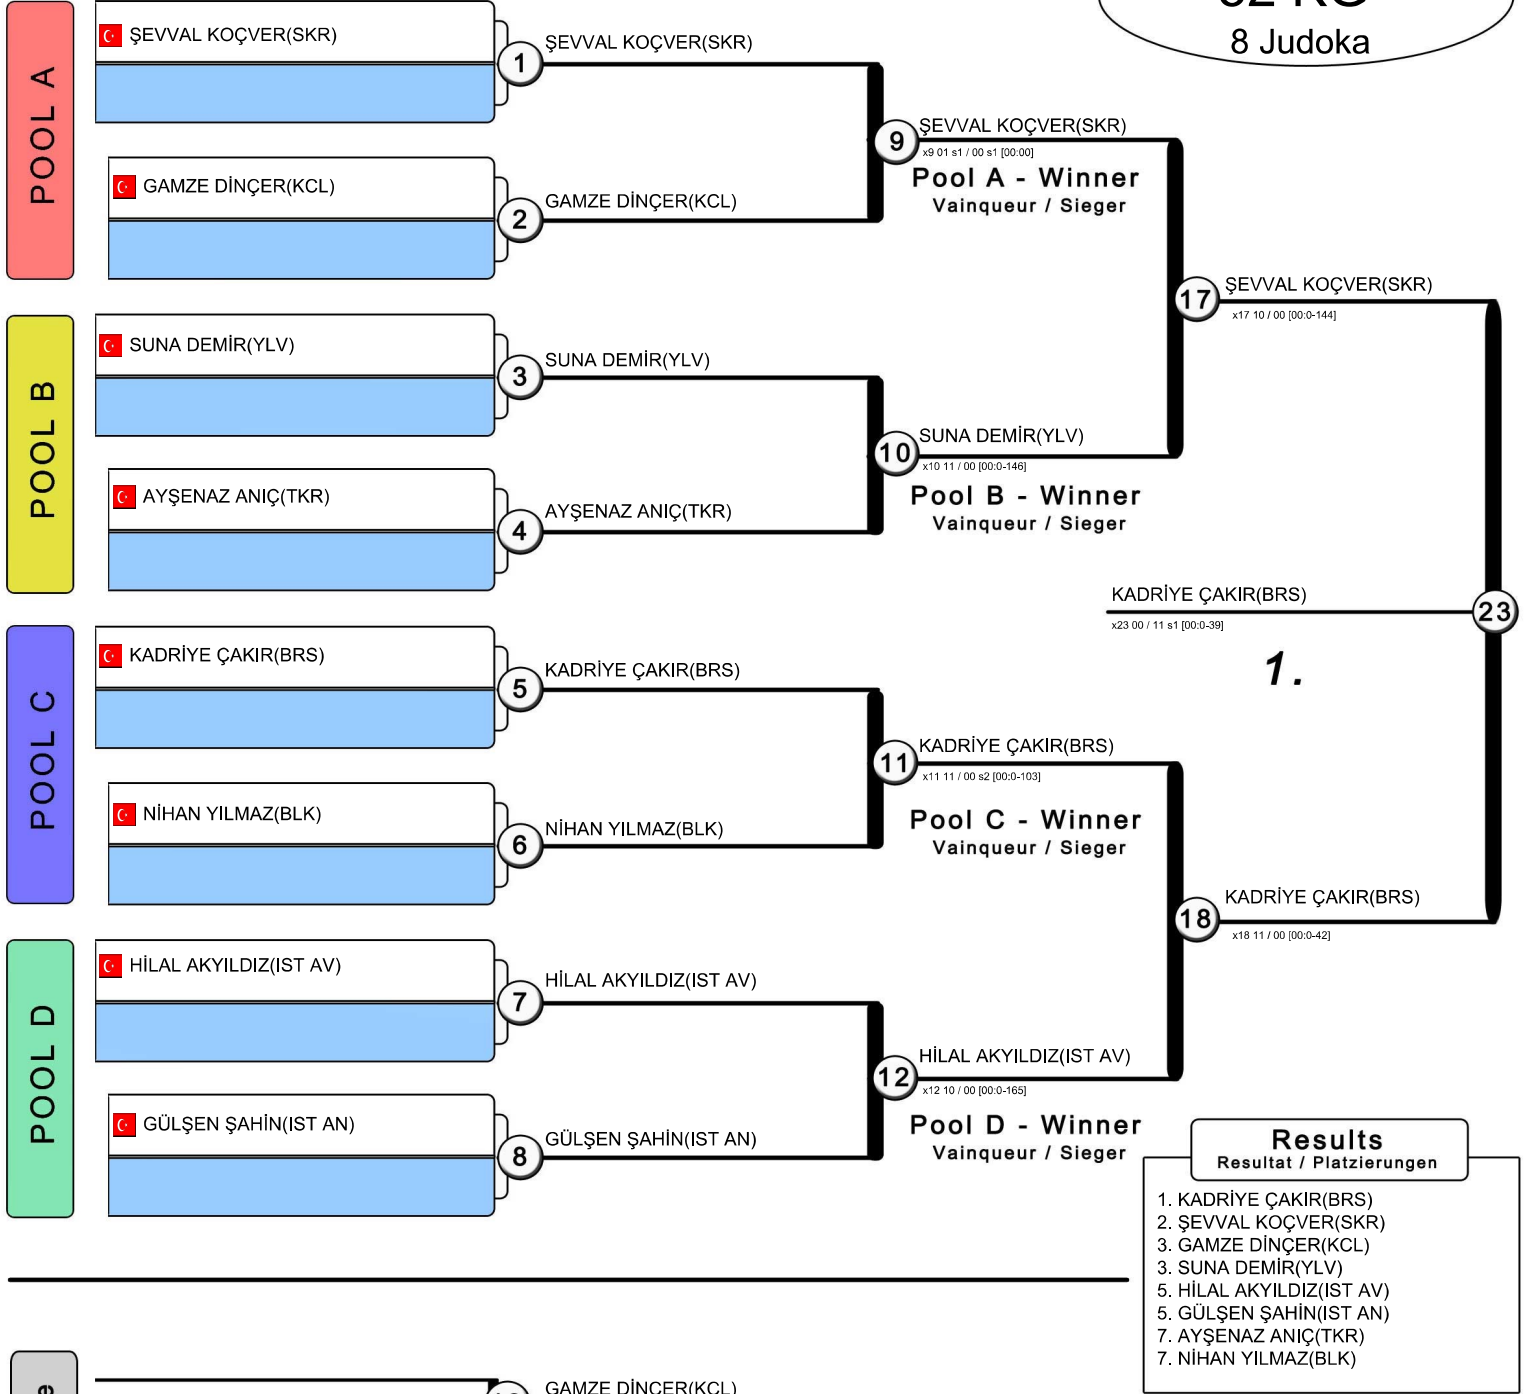 8 Judoka
POOL A
ŞEVVAL KOÇVER(SKR)
1
ŞEVVAL KOÇVER(SKR)
GAMZE DİNÇER(KCL)
2
GAMZE DİNÇER(KCL)
9
ŞEVVAL KOÇVER(SKR)
x9 01 s1 / 00 s1 [00:00]
Pool A - Winner
Vainqueur / Sieger
POOL B
SUNA DEMİR(YLV)
3
SUNA DEMİR(YLV)
AYŞENAZ ANIÇ(TKR)
4
AYŞENAZ ANIÇ(TKR)
10
SUNA DEMİR(YLV)
x10 11 / 00 [00:0-146]
Pool B - Winner
Vainqueur / Sieger
17
ŞEVVAL KOÇVER(SKR)
x17 10 / 00 [00:0-144]
POOL C
KADRİYE ÇAKIR(BRS)
5
KADRİYE ÇAKIR(BRS)
NİHAN YILMAZ(BLK)
6
NİHAN YILMAZ(BLK)
11
KADRİYE ÇAKIR(BRS)
x11 11 / 00 s2 [00:0-103]
Pool C - Winner
Vainqueur / Sieger
POOL D
HİLAL AKYILDIZ(IST AV)
7
HİLAL AKYILDIZ(IST AV)
GÜLŞEN ŞAHİN(IST AN)
8
GÜLŞEN ŞAHİN(IST AN)
12
HİLAL AKYILDIZ(IST AV)
x12 10 / 00 [00:0-165]
Pool D - Winner
Vainqueur / Sieger
18
KADRİYE ÇAKIR(BRS)
x18 11 / 00 [00:0-42]
KADRİYE ÇAKIR(BRS)
23
x23 00 / 11 s1 [00:0-39]
1.
Results
Resultat / Platzierungen
1. KADRİYE ÇAKIR(BRS)
2. ŞEVVAL KOÇVER(SKR)
3. GAMZE DİNÇER(KCL)
3. SUNA DEMİR(YLV)
5. HİLAL AKYILDIZ(IST AV)
5. GÜLŞEN ŞAHİN(IST AN)
7. AYŞENAZ ANIÇ(TKR)
7. NİHAN YILMAZ(BLK)
GAMZE DİNÇER(KCL)